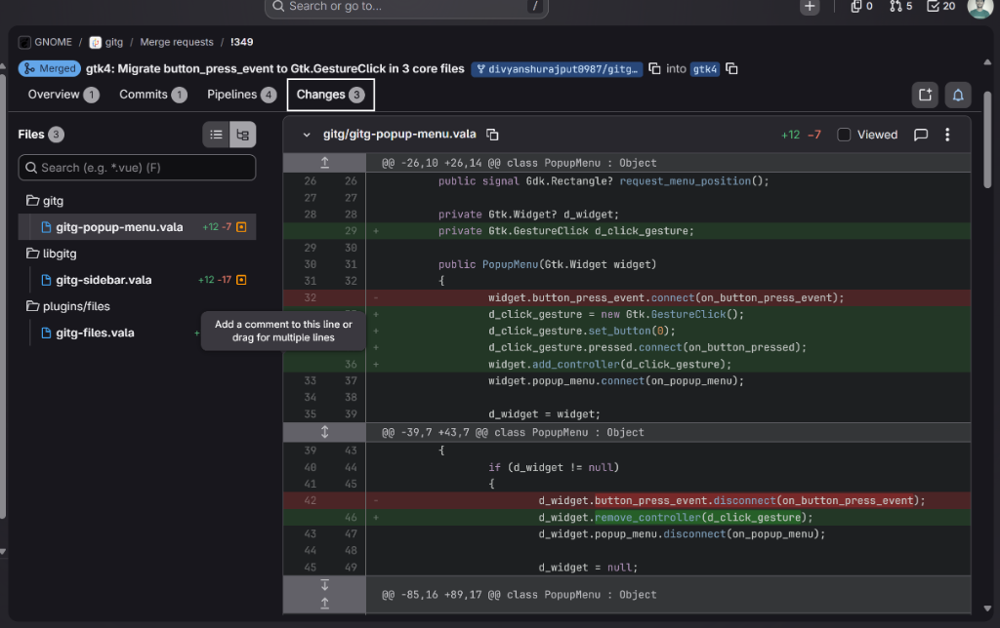 Search or go to... /
0 5 20
GNOME / gitg / Merge requests / !349
Merged gtk4: Migrate button_press_event to Gtk.GestureClick in 3 core files divyanshurajput0987/gitg… into gtk4
Overview 1 Commits 1 Pipelines 4 Changes 3
Files 3
Search (e.g. *.vue) (F)
gitg
gitg-popup-menu.vala +12 -7
libgitg
gitg-sidebar.vala +12 -17
plugins/files
gitg-files.vala +
Add a comment to this line or
drag for multiple lines
gitg/gitg-popup-menu.vala +12 -7 Viewed
@@ -26,10 +26,14 @@ class PopupMenu : Object
26 26 public signal Gdk.Rectangle? request_menu_position();
27 27
28 28 private Gtk.Widget? d_widget;
29 + private Gtk.GestureClick d_click_gesture;
29 30
30 31 public PopupMenu(Gtk.Widget widget)
31 32 {
32 - widget.button_press_event.connect(on_button_press_event);
+ d_click_gesture = new Gtk.GestureClick();
+ d_click_gesture.set_button(0);
+ d_click_gesture.pressed.connect(on_button_pressed);
36 + widget.add_controller(d_click_gesture);
33 37 widget.popup_menu.connect(on_popup_menu);
34 38
35 39 d_widget = widget;
@@ -39,7 +43,7 @@ class PopupMenu : Object
39 43 {
40 44 if (d_widget != null)
41 45 {
42 - d_widget.button_press_event.disconnect(on_button_press_event);
46 + d_widget.remove_controller(d_click_gesture);
43 47 d_widget.popup_menu.disconnect(on_popup_menu);
44 48
45 49 d_widget = null;
@@ -85,16 +89,17 @@ class PopupMenu : Object